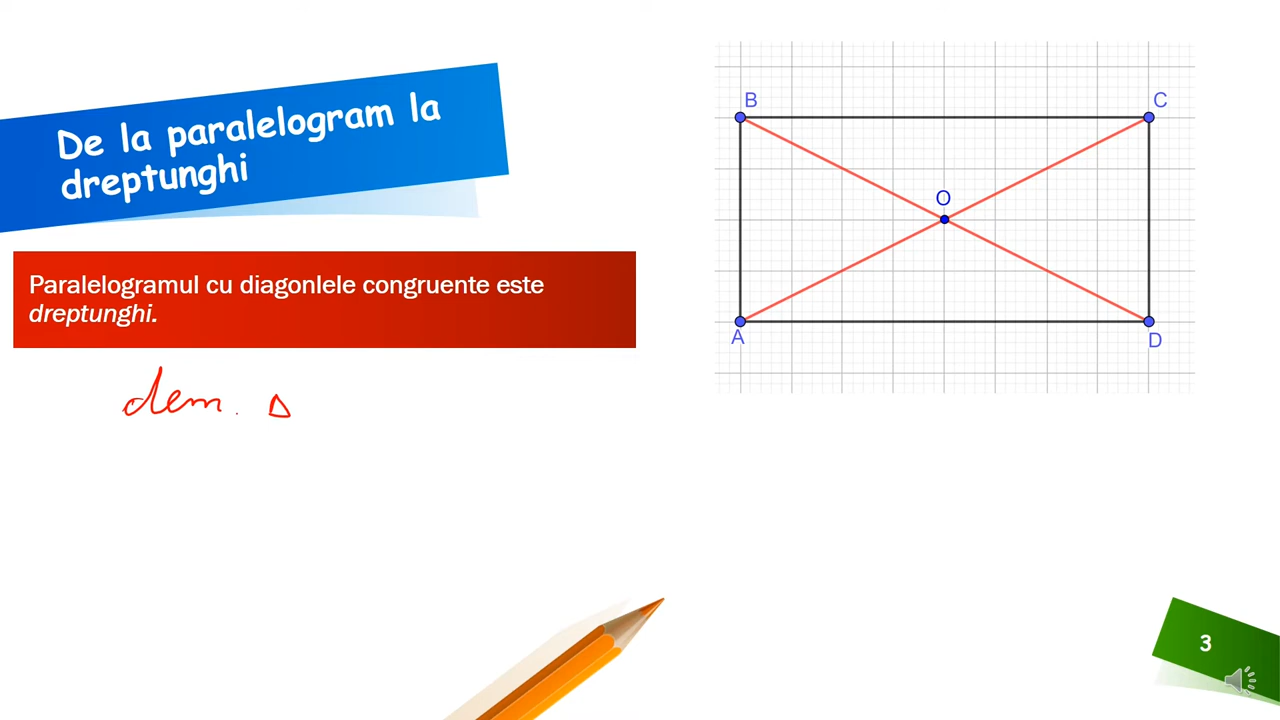 De la paralelogram la
dreptunghi
Paralelogramul cu diagonlele congruente este
dreptunghi.
dem. Δ
B
C
O
A
D
3